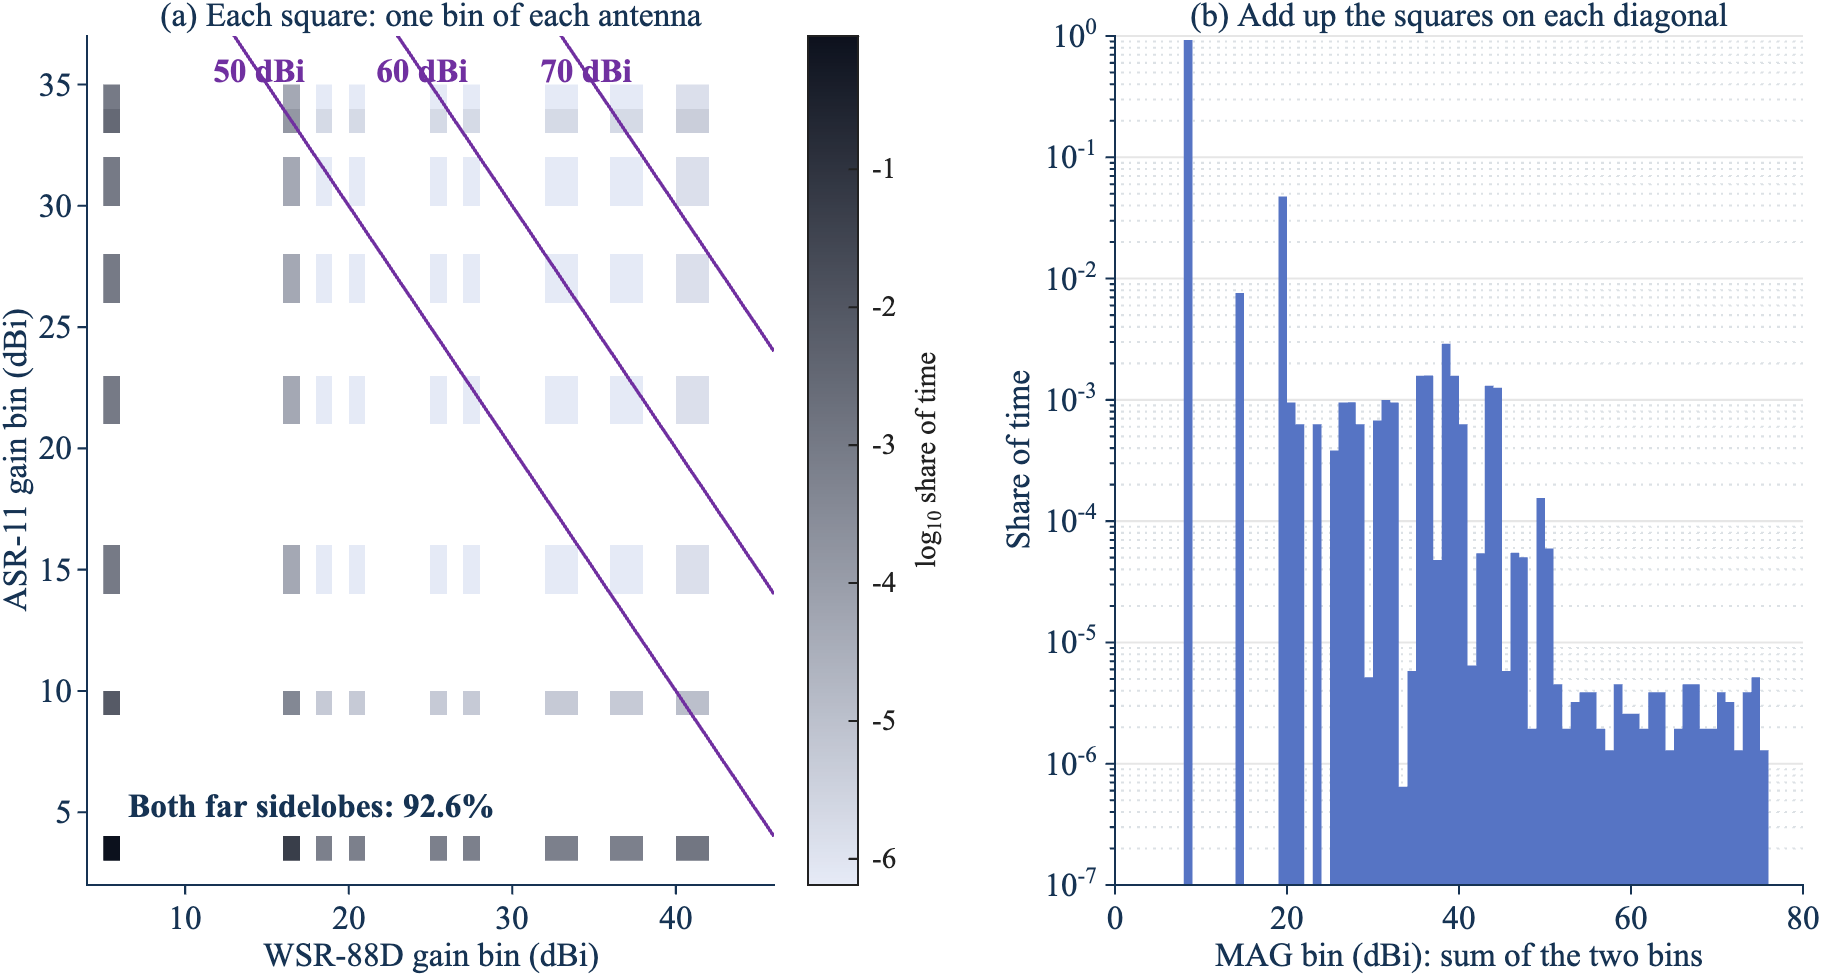 (a) Each square: one bin of each antenna
50 dBi
60 dBi
70 dBi
35
30
25
20
15
10
5
ASR-11 gain bin (dBi)
Both far sidelobes: 92.6%
10
20
30
40
WSR-88D gain bin (dBi)
-1
-2
-3
-4
-5
-6
log₁₀ share of time
(b) Add up the squares on each diagonal
10⁰
10⁻¹
10⁻²
10⁻³
10⁻⁴
10⁻⁵
10⁻⁶
10⁻⁷
Share of time
0
20
40
60
80
MAG bin (dBi): sum of the two bins